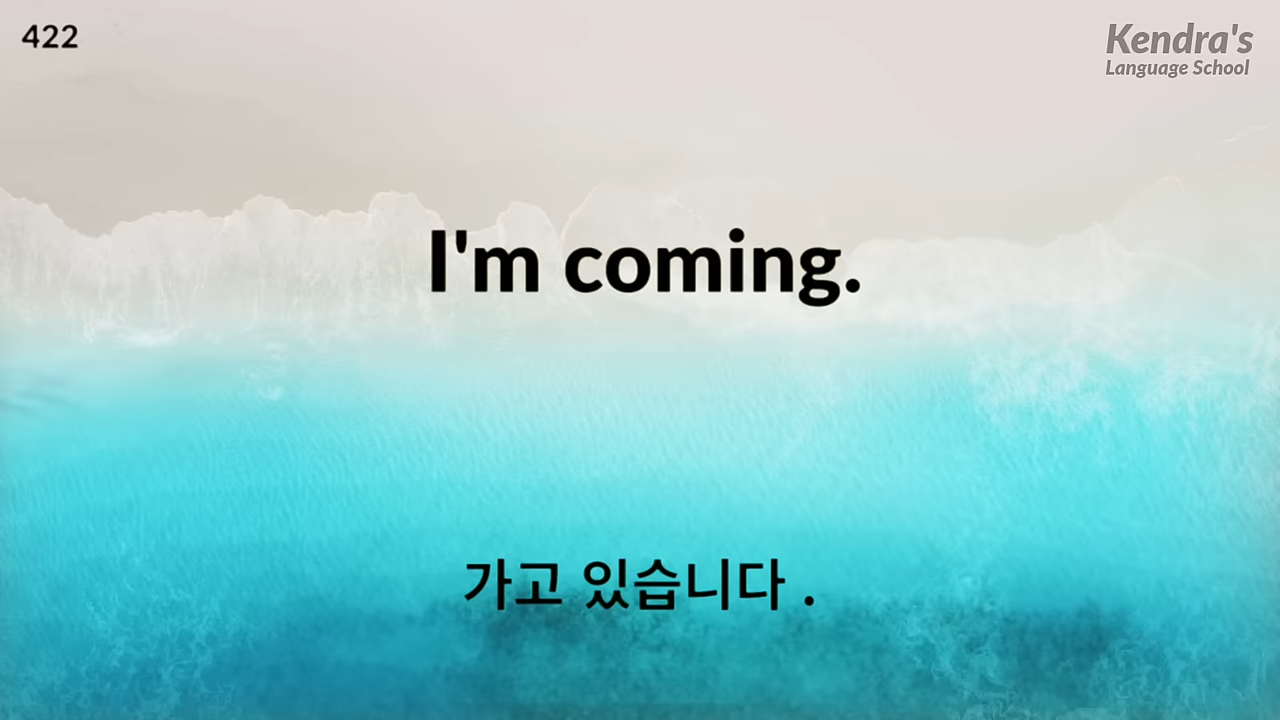 422
Kendra's
Language School
I'm coming.
가고 있습니다 .